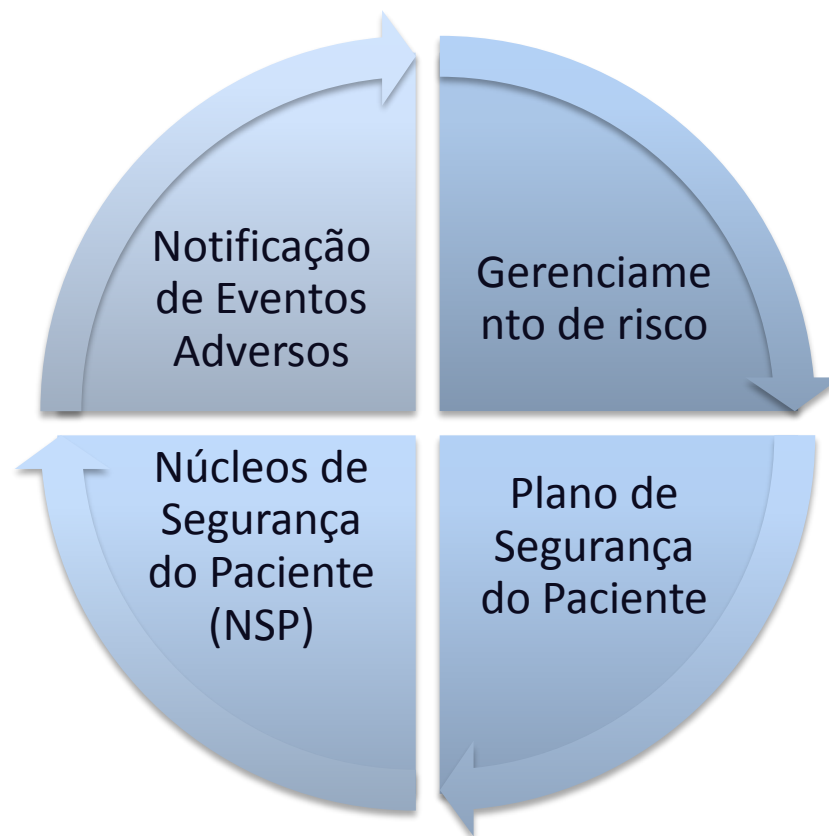 Notificação
de Eventos
Adversos
Gerenciame
nto de risco
Núcleos de
Segurança
do Paciente
(NSP)
Plano de
Segurança
do Paciente